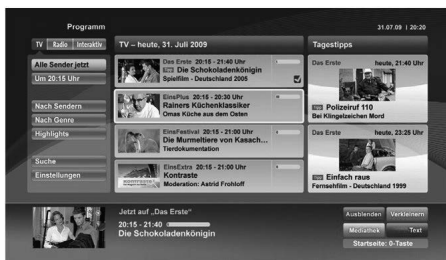 Programm
31.07.09 | 20:20
TV Radio Interaktiv
TV – heute, 31. Juli 2009
Tagestipps
Alle Sender jetzt
Um 20:15 Uhr
Nach Sendern
Nach Genre
Highlights
Suche
Einstellungen
Das Erste 20:15 - 21:40 Uhr
Die Schokoladenkönigin
Spielfilm - Deutschland 2005
EinsPlus 20:15 - 20:30 Uhr
Rainers Küchenklassiker
Omas Küche aus dem Osten
EinsFestival 20:15 - 21:00 Uhr
Die Murmeltiere von Kasach...
Tierdokumentation
EinsExtra 20:15 - 21:00 Uhr
Kontraste
Moderation: Astrid Frohloff
Das Erste heute, 21:40 Uhr
Polizeiruf 110
Bei Klingelzeichen Mord
Das Erste heute, 23:25 Uhr
Einfach raus
Fernsehfilm - Deutschland 1999
Jetzt auf „Das Erste"
20:15 - 21:40
Die Schokoladenkönigin
Ausblenden Verkleinern
Mediathek Text
Startseite: 0-Taste